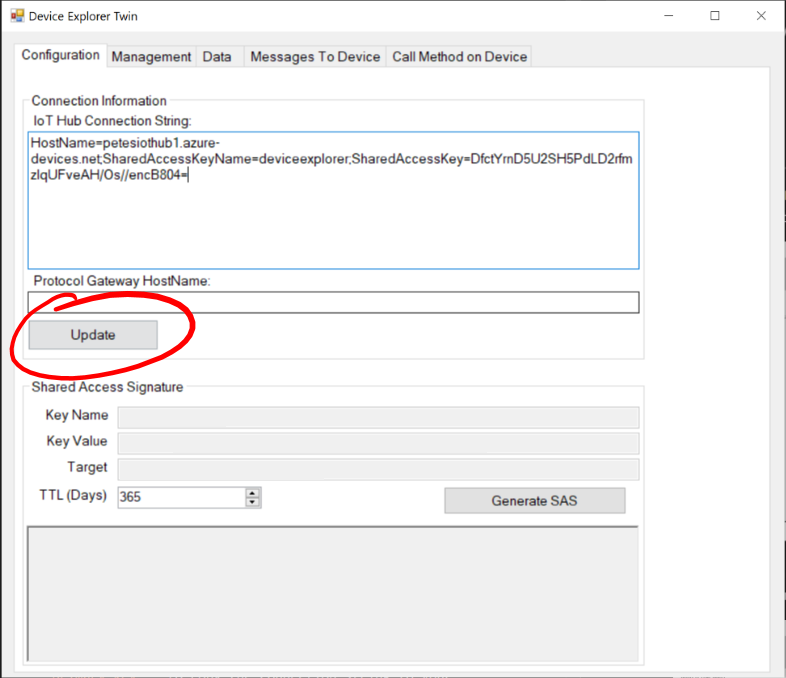 Device Explorer Twin
Configuration Management Data Messages To Device Call Method on Device
Connection Information
IoT Hub Connection String:
HostName=petesiothub1.azure-
devices.net;SharedAccessKeyName=deviceexplorer;SharedAccessKey=DfctYrnD5U2SH5PdLD2rfm
zlqUFveAH/Os//encB804=
Protocol Gateway HostName:
Update
Shared Access Signature
Key Name
Key Value
Target
TTL (Days) 365
Generate SAS